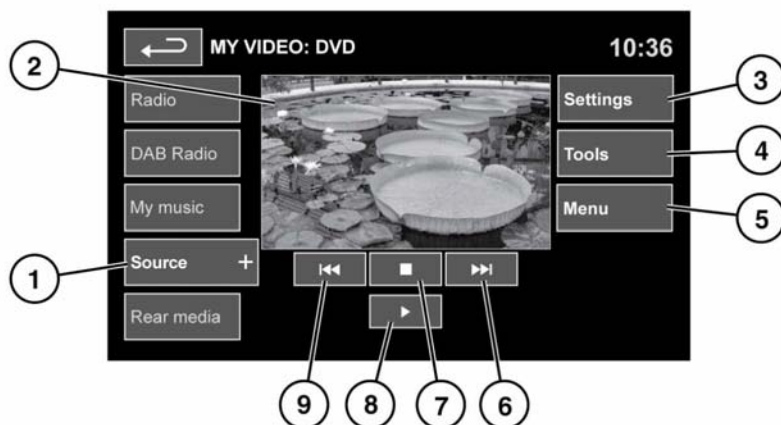 MY VIDEO: DVD 10:36
2
Radio
Settings
3
DAB Radio
Tools
4
My music
Menu
5
1
Source +
Rear media
9 8 7 6